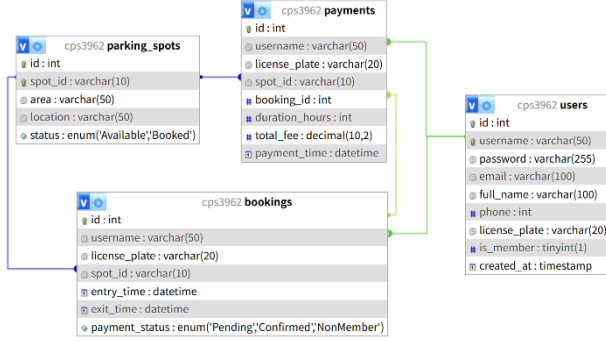 cps3962 parking_spots
id : int
spot_id : varchar(10)
area : varchar(50)
location : varchar(50)
status : enum('Available','Booked')
cps3962 payments
id : int
username : varchar(50)
license_plate : varchar(20)
spot_id : varchar(10)
booking_id : int
duration_hours : int
total_fee : decimal(10,2)
payment_time : datetime
cps3962 users
id : int
username : varchar(50)
password : varchar(255)
email : varchar(100)
full_name : varchar(100)
phone : int
license_plate : varchar(20)
is_member : tinyint(1)
created_at : timestamp
cps3962 bookings
id : int
username : varchar(50)
license_plate : varchar(20)
spot_id : varchar(10)
entry_time : datetime
exit_time : datetime
payment_status : enum('Pending','Confirmed','NonMember')